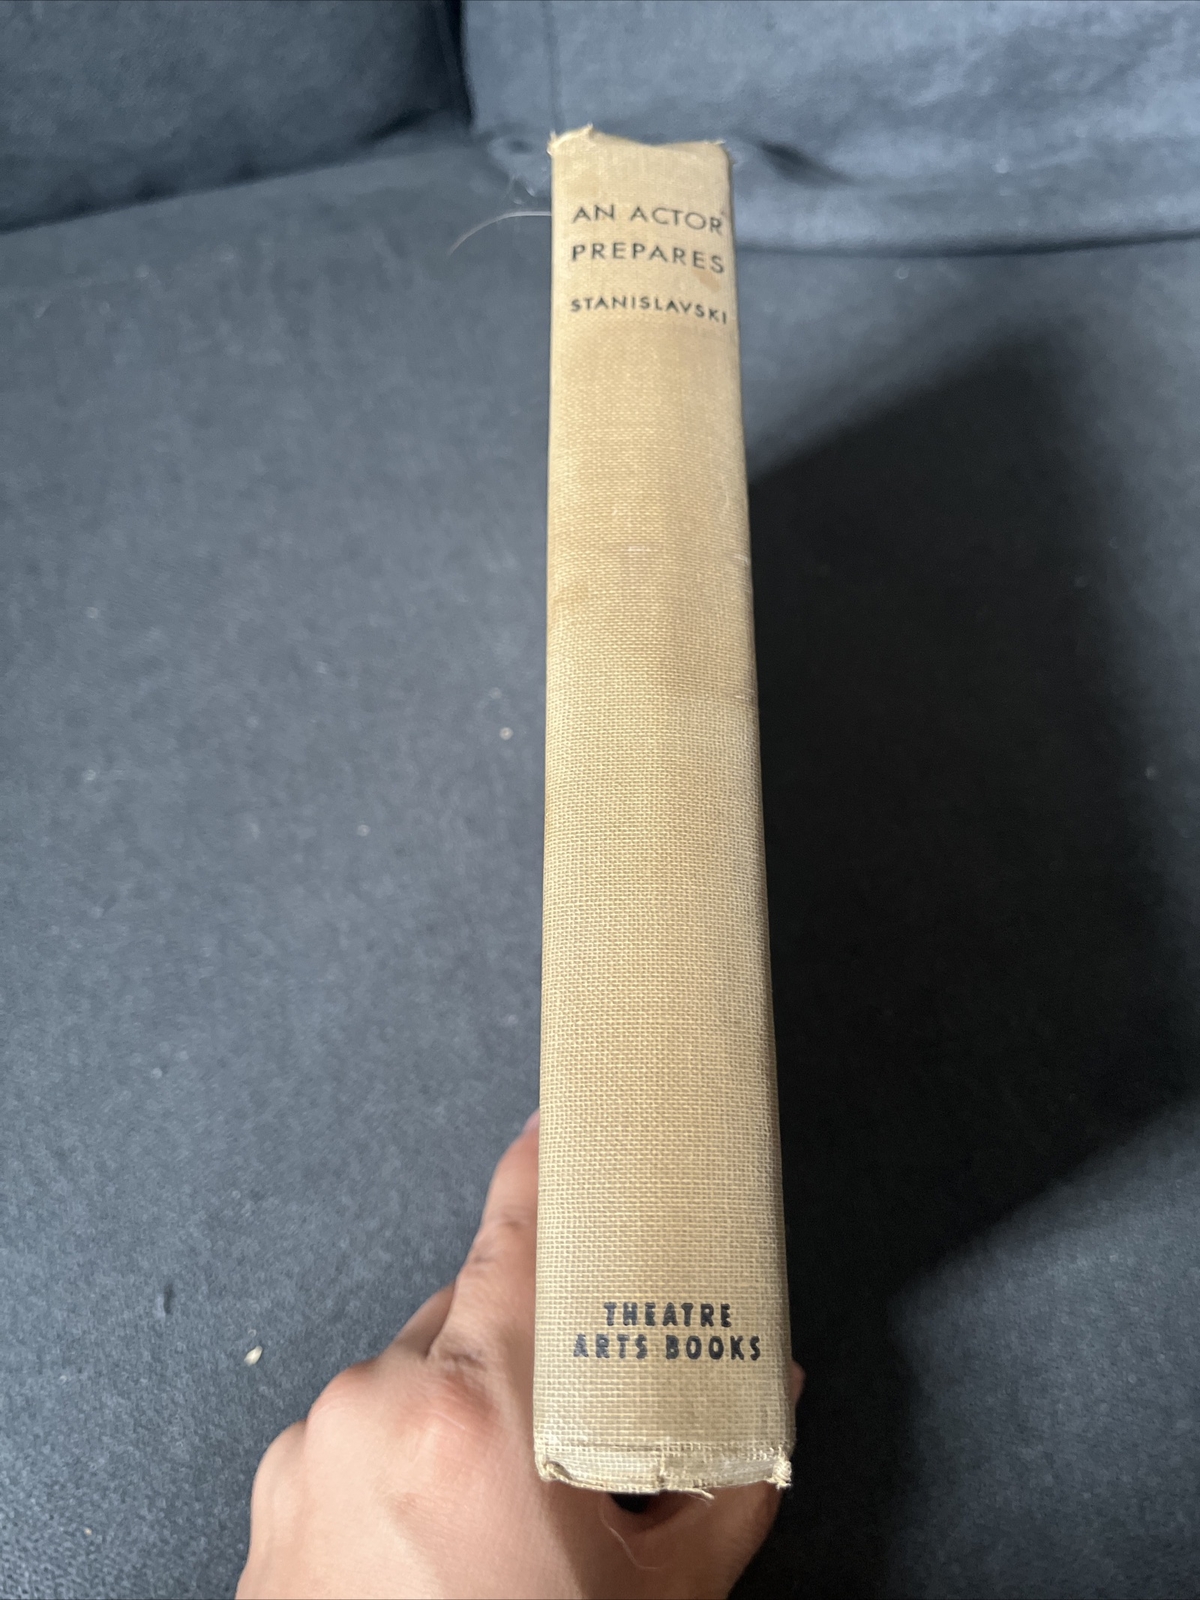 AN ACTOR
PREPARES
STANISLAVSKI
THEATRE
ARTS BOOKS